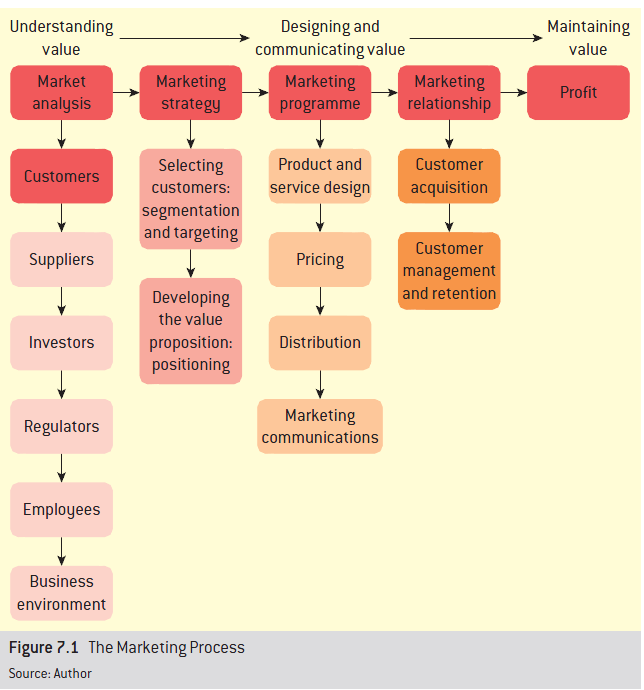 Understanding
value
Designing and
communicating value
Maintaining
value
Market
analysis
Marketing
strategy
Marketing
programme
Marketing
relationship
Profit
Customers
Suppliers
Investors
Regulators
Employees
Business
environment
Selecting
customers:
segmentation
and targeting
Developing
the value
proposition:
positioning
Product and
service design
Pricing
Distribution
Marketing
communications
Customer
acquisition
Customer
management
and retention
Figure 7.1 The Marketing Process
Source: Author